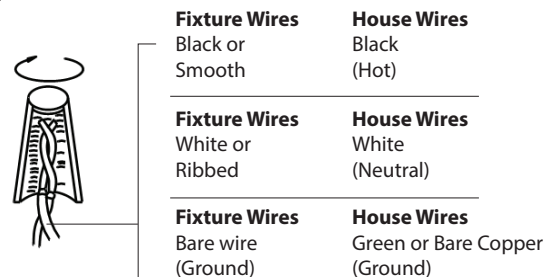 Fixture Wires House Wires
Black or Black
Smooth (Hot)
Fixture Wires House Wires
White or White
Ribbed (Neutral)
Fixture Wires House Wires
Bare wire Green or Bare Copper
(Ground) (Ground)